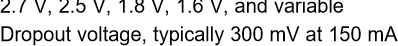 2.7 V, 2.5 V, 1.8 V, 1.6 V, and variable
Dropout voltage, typically 300 mV at 150 mA